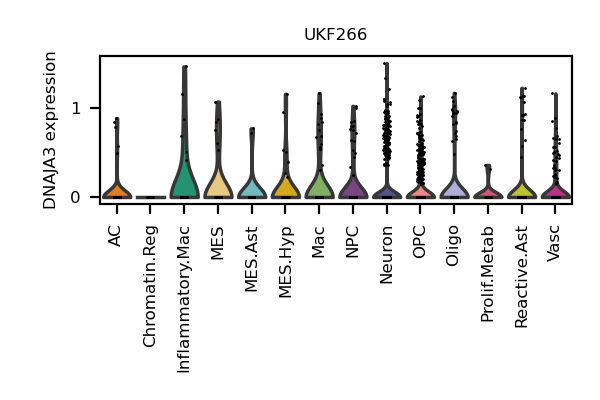 UKF266
DNAJA3 expression
1
0
AC
Chromatin.Reg
Inflammatory.Mac
MES
MES.Ast
MES.Hyp
Mac
NPC
Neuron
OPC
Oligo
Prolif.Metab
Reactive.Ast
Vasc